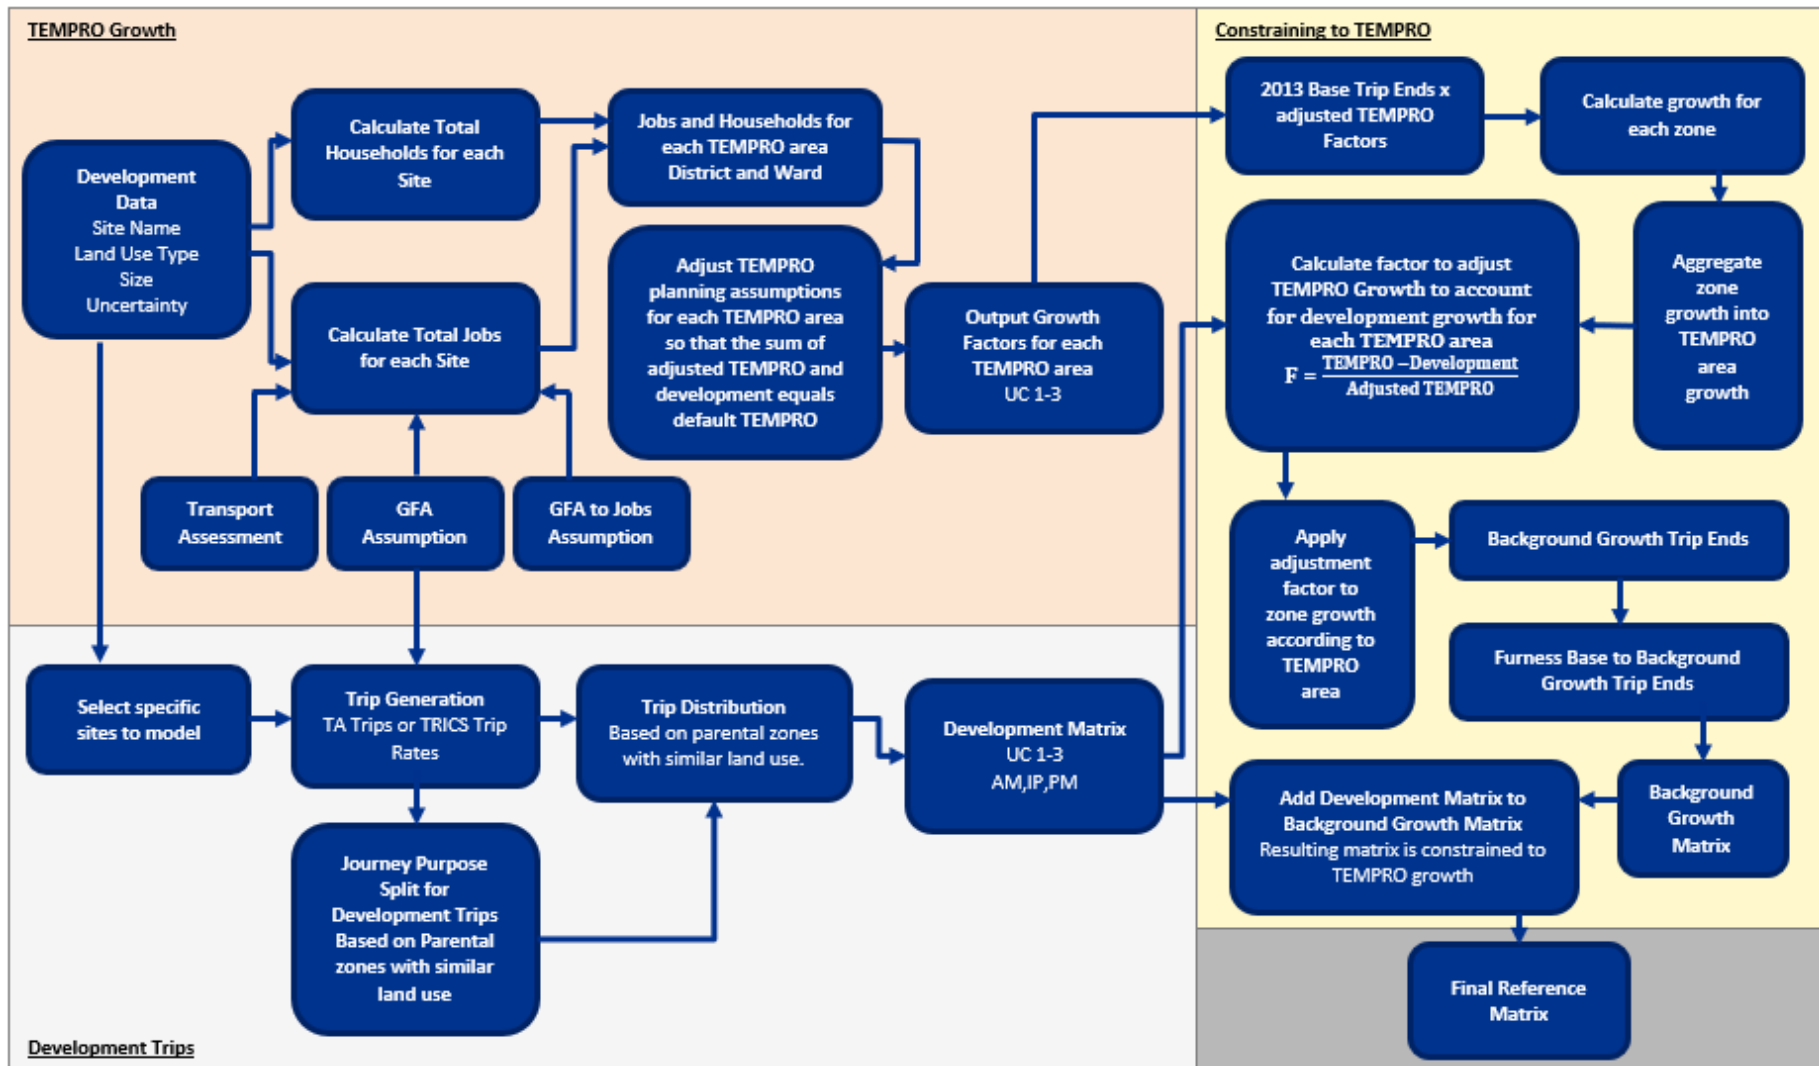 TEMPRO Growth
Development
Data
Site Name
Land Use Type
Size
Uncertainty
Calculate Total
Households for each
Site
Calculate Total Jobs
for each Site
Transport
Assessment
GFA
Assumption
GFA to Jobs
Assumption
Jobs and Households for
each TEMPRO area
District and Ward
Adjust TEMPRO
planning assumptions
for each TEMPRO area
so that the sum of
adjusted TEMPRO and
development equals
default TEMPRO
Output Growth
Factors for each
TEMPRO area
UC 1-3
Select specific
sites to model
Trip Generation
TA Trips or TRICS Trip
Rates
Journey Purpose
Split for
Development Trips
Based on Parental
zones with similar
land use
Trip Distribution
Based on parental zones
with similar land use.
Development Matrix
UC 1-3
AM,IP,PM
Development Trips
Constraining to TEMPRO
2013 Base Trip Ends x
adjusted TEMPRO
Factors
Calculate growth for
each zone
Aggregate
zone
growth into
TEMPRO
area
growth
Calculate factor to adjust
TEMPRO Growth to account
for development growth for
each TEMPRO area
F = TEMPRO −Development
Adjusted TEMPRO
Apply
adjustment
factor to
zone growth
according to
TEMPRO
area
Background Growth Trip Ends
Furness Base to Background
Growth Trip Ends
Background
Growth
Matrix
Add Development Matrix to
Background Growth Matrix
Resulting matrix is constrained to
TEMPRO growth
Final Reference
Matrix